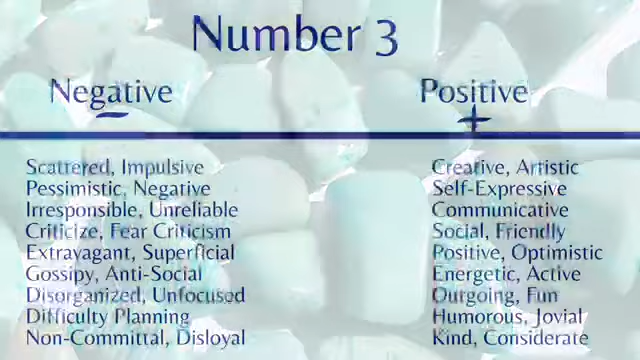 Number 3
Negative
Positive
-
+
Scattered, Impulsive
Pessimistic, Negative
Irresponsible, Unreliable
Criticize, Fear Criticism
Extravagant, Superficial
Gossipy, Anti-Social
Disorganized, Unfocused
Difficulty Planning
Non-Committal, Disloyal
Creative, Artistic
Self-Expressive
Communicative
Social, Friendly
Positive, Optimistic
Energetic, Active
Outgoing, Fun
Humorous, Jovial
Kind, Considerate